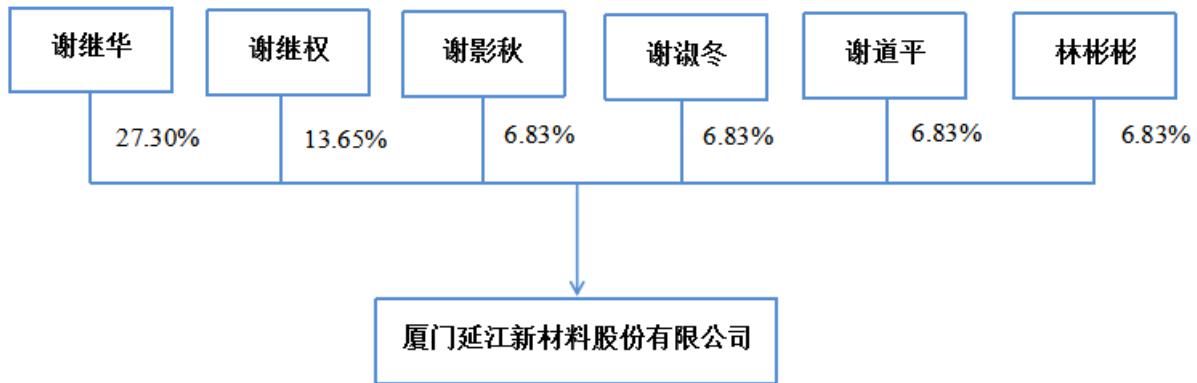 谢继华
谢继权
谢影秋
谢淑冬
谢道平
林彬彬
27.30%
13.65%
6.83%
6.83%
6.83%
6.83%
厦门延江新材料股份有限公司